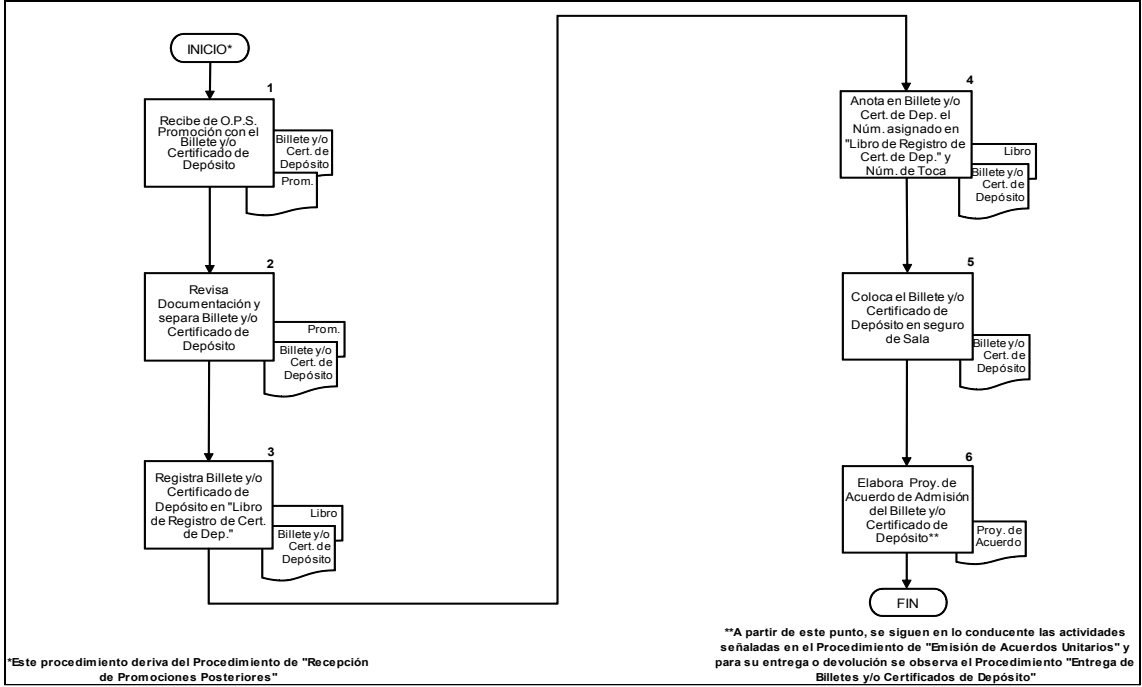 INICIO*
1
Recibe de O.P.S.
Promoción con el
Billete y/o
Certificado de
Depósito
Billete y/o
Cert. de
Depósito
Prom.
2
Revisa
Documentación y
separa Billete y/o
Certificado de
Depósito
Prom.
Billete y/o
Cert. de
Depósito
3
Registra Billete y/o
Certificado de
Depósito en "Libro
de Registro de Cert.
de Dep."
Libro
Billete y/o
Cert. de
Depósito
4
Anota en Billete y/o
Cert. de Dep. el
Núm. asignado en
"Libro de Registro de
Cert. de Dep." y
Núm. de Toca
Libro
Billete y/o
Cert. de
Depósito
5
Coloca el Billete y/o
Certificado de
Depósito en seguro
de Sala
Billete y/o
Cert. de
Depósito
6
Elabora Proy. de
Acuerdo de Admisión
del Billete y/o
Certificado de
Depósito**
Proy. de
Acuerdo
FIN
*Este procedimiento deriva del Procedimiento de "Recepción
de Promociones Posteriores"
**A partir de este punto, se siguen en lo conducente las actividades
señaladas en el Procedimiento de "Emisión de Acuerdos Unitarios" y
para su entrega o devolución se observa el Procedimiento "Entrega de
Billetes y/o Certificados de Depósito"